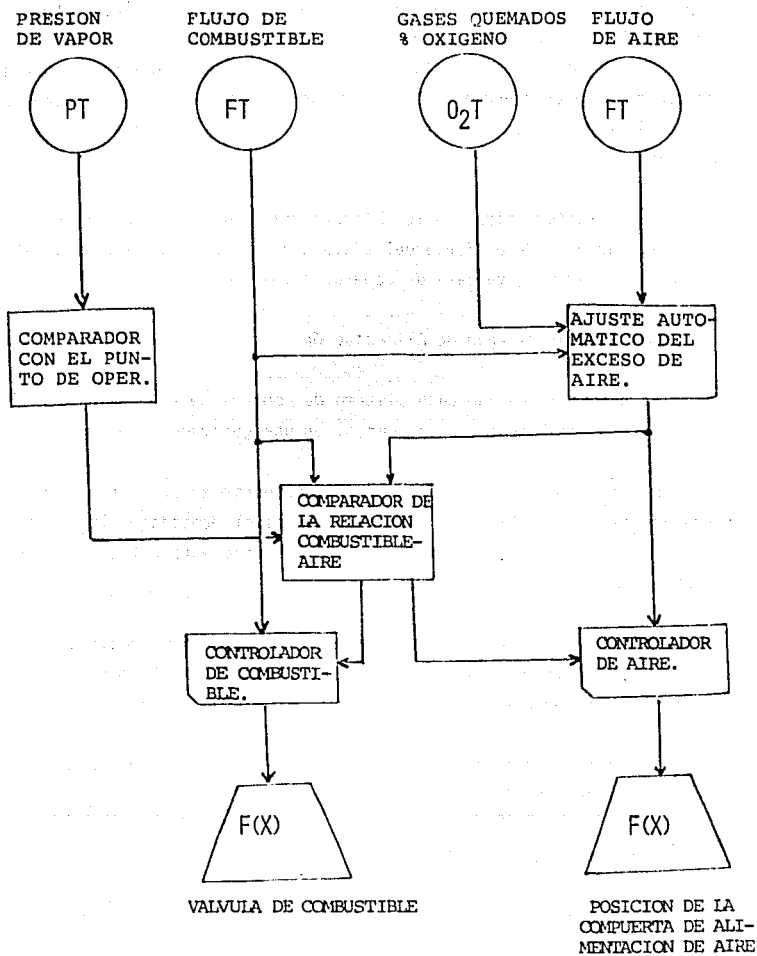 PRESION
DE VAPOR
FLUJO DE
COMBUSTIBLE
GASES QUEMADOS
% OXIGENO
FLUJO
DE AIRE
PT
FT
O2T
FT
COMPARADOR
CON EL PUN-
TO DE OPER.
AJUSTE AUTO-
MATICO DEL
EXCESO DE
AIRE.
COMPARADOR DE
LA RELACION
COMBUSTIBLE-
AIRE
CONTROLADOR
DE COMBUSTI-
BLE.
CONTROLADOR
DE AIRE.
F(X)
F(X)
VALVULA DE COMBUSTIBLE
POSICION DE LA
COMPUERTA DE ALI-
MENTACION DE AIRE